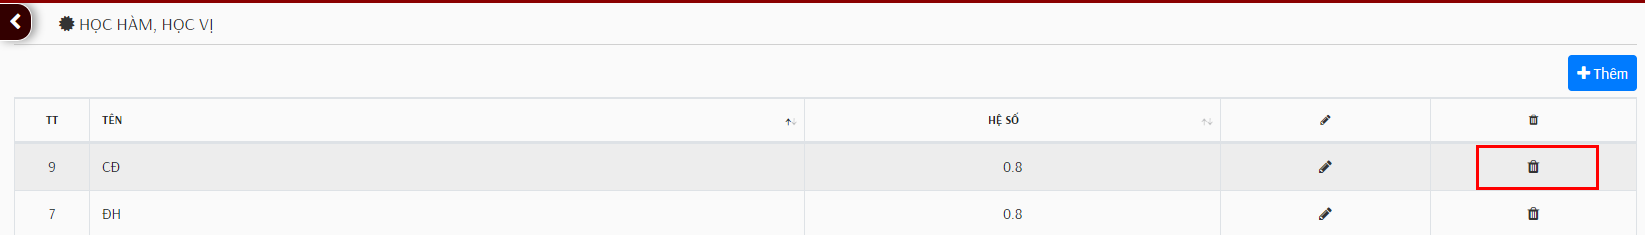 HỌC HÀM, HỌC VỊ
Thêm
TT TÊN HỆ SỐ
9 CĐ 0.8
7 ĐH 0.8